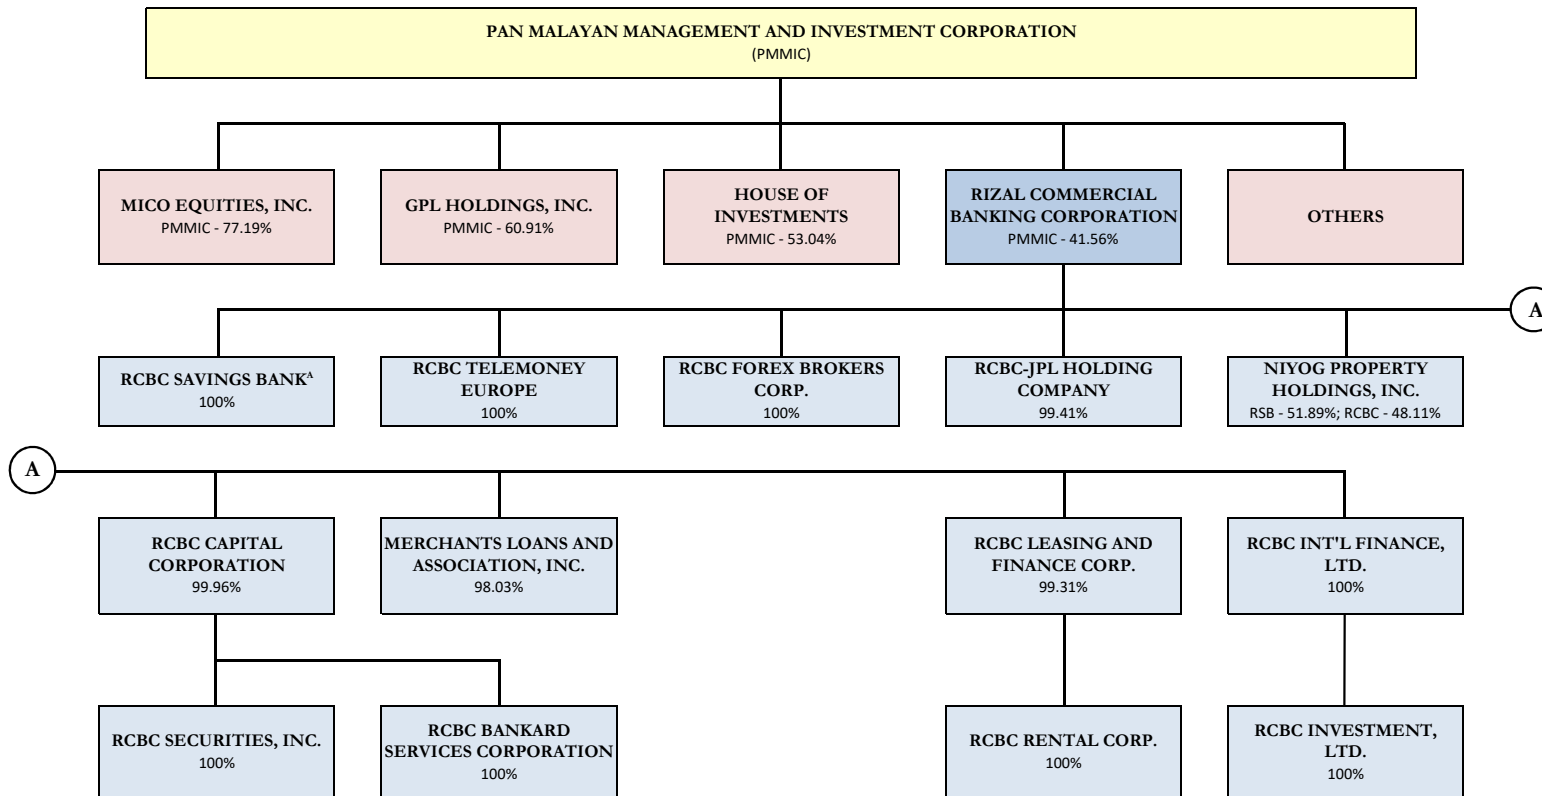 PAN MALAYAN MANAGEMENT AND INVESTMENT CORPORATION
(PMMIC)
MICO EQUITIES, INC.
PMMIC - 77.19%
GPL HOLDINGS, INC.
PMMIC - 60.91%
HOUSE OF
INVESTMENTS
PMMIC - 53.04%
RIZAL COMMERCIAL
BANKING CORPORATION
PMMIC - 41.56%
OTHERS
A
RCBC SAVINGS BANKᴬ
100%
RCBC TELEMONEY
EUROPE
100%
RCBC FOREX BROKERS
CORP.
100%
RCBC-JPL HOLDING
COMPANY
99.41%
NIYOG PROPERTY
HOLDINGS, INC.
RSB - 51.89%; RCBC - 48.11%
A
RCBC CAPITAL
CORPORATION
99.96%
MERCHANTS LOANS AND
ASSOCIATION, INC.
98.03%
RCBC LEASING AND
FINANCE CORP.
99.31%
RCBC INT'L FINANCE,
LTD.
100%
RCBC SECURITIES, INC.
100%
RCBC BANKARD
SERVICES CORPORATION
100%
RCBC RENTAL CORP.
100%
RCBC INVESTMENT,
LTD.
100%